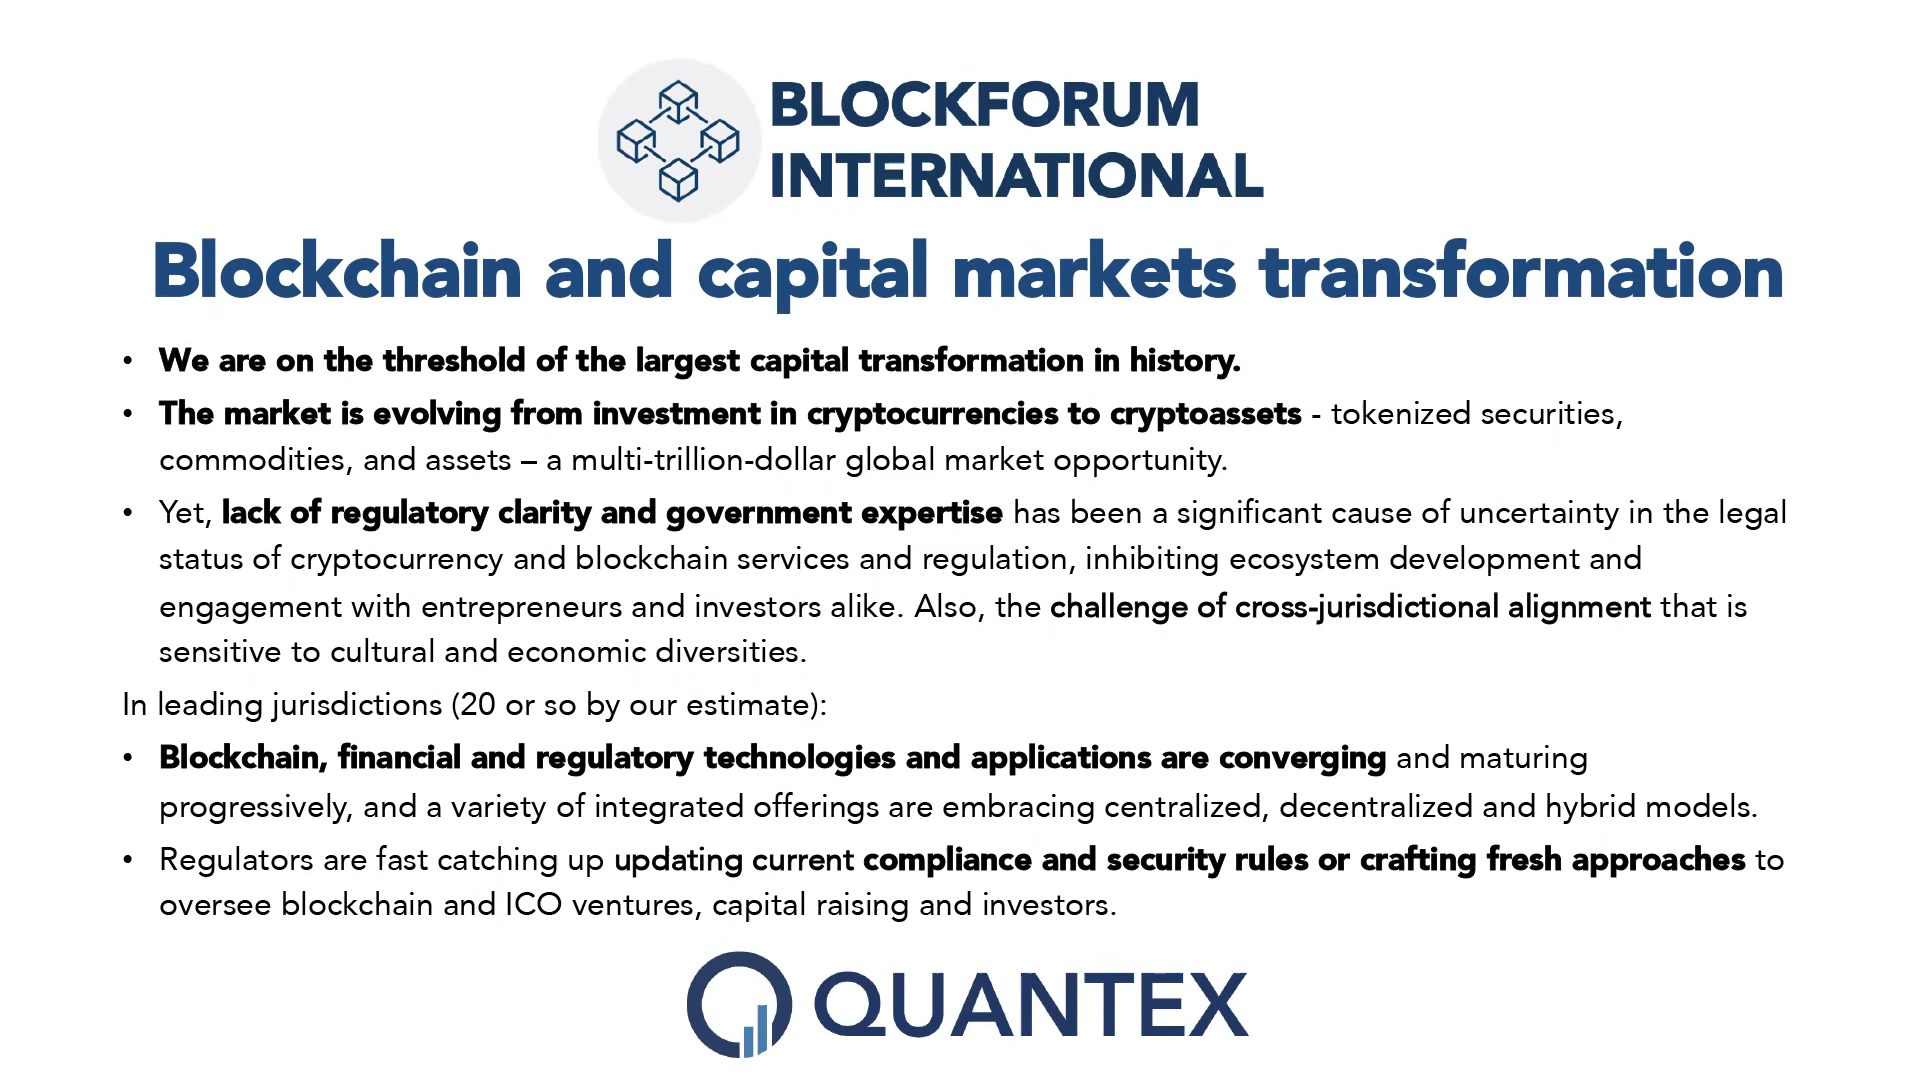 BLOCKFORUM
INTERNATIONAL
Blockchain and capital markets transformation
• We are on the threshold of the largest capital transformation in history.
• The market is evolving from investment in cryptocurrencies to cryptoassets - tokenized securities,
commodities, and assets – a multi-trillion-dollar global market opportunity.
• Yet, lack of regulatory clarity and government expertise has been a significant cause of uncertainty in the legal
status of cryptocurrency and blockchain services and regulation, inhibiting ecosystem development and
engagement with entrepreneurs and investors alike. Also, the challenge of cross-jurisdictional alignment that is
sensitive to cultural and economic diversities.
In leading jurisdictions (20 or so by our estimate):
• Blockchain, financial and regulatory technologies and applications are converging and maturing
progressively, and a variety of integrated offerings are embracing centralized, decentralized and hybrid models.
• Regulators are fast catching up updating current compliance and security rules or crafting fresh approaches to
oversee blockchain and ICO ventures, capital raising and investors.
QUANTEX